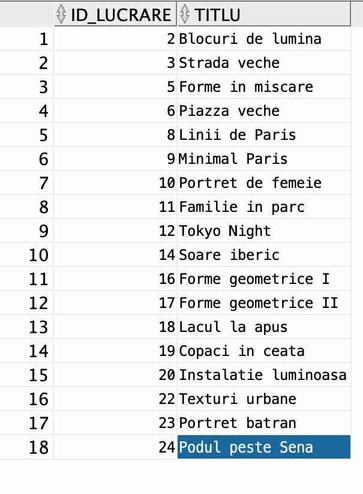 ID_LUCRARE TITLU
1 2 Blocuri de lumina
2 3 Strada veche
3 5 Forme in miscare
4 6 Piazza veche
5 8 Linii de Paris
6 9 Minimal Paris
7 10 Portret de femeie
8 11 Familie in parc
9 12 Tokyo Night
10 14 Soare iberic
11 16 Forme geometrice I
12 17 Forme geometrice II
13 18 Lacul la apus
14 19 Copaci in ceata
15 20 Instalatie luminoasa
16 22 Texturi urbane
17 23 Portret batran
18 24 Podul peste Sena